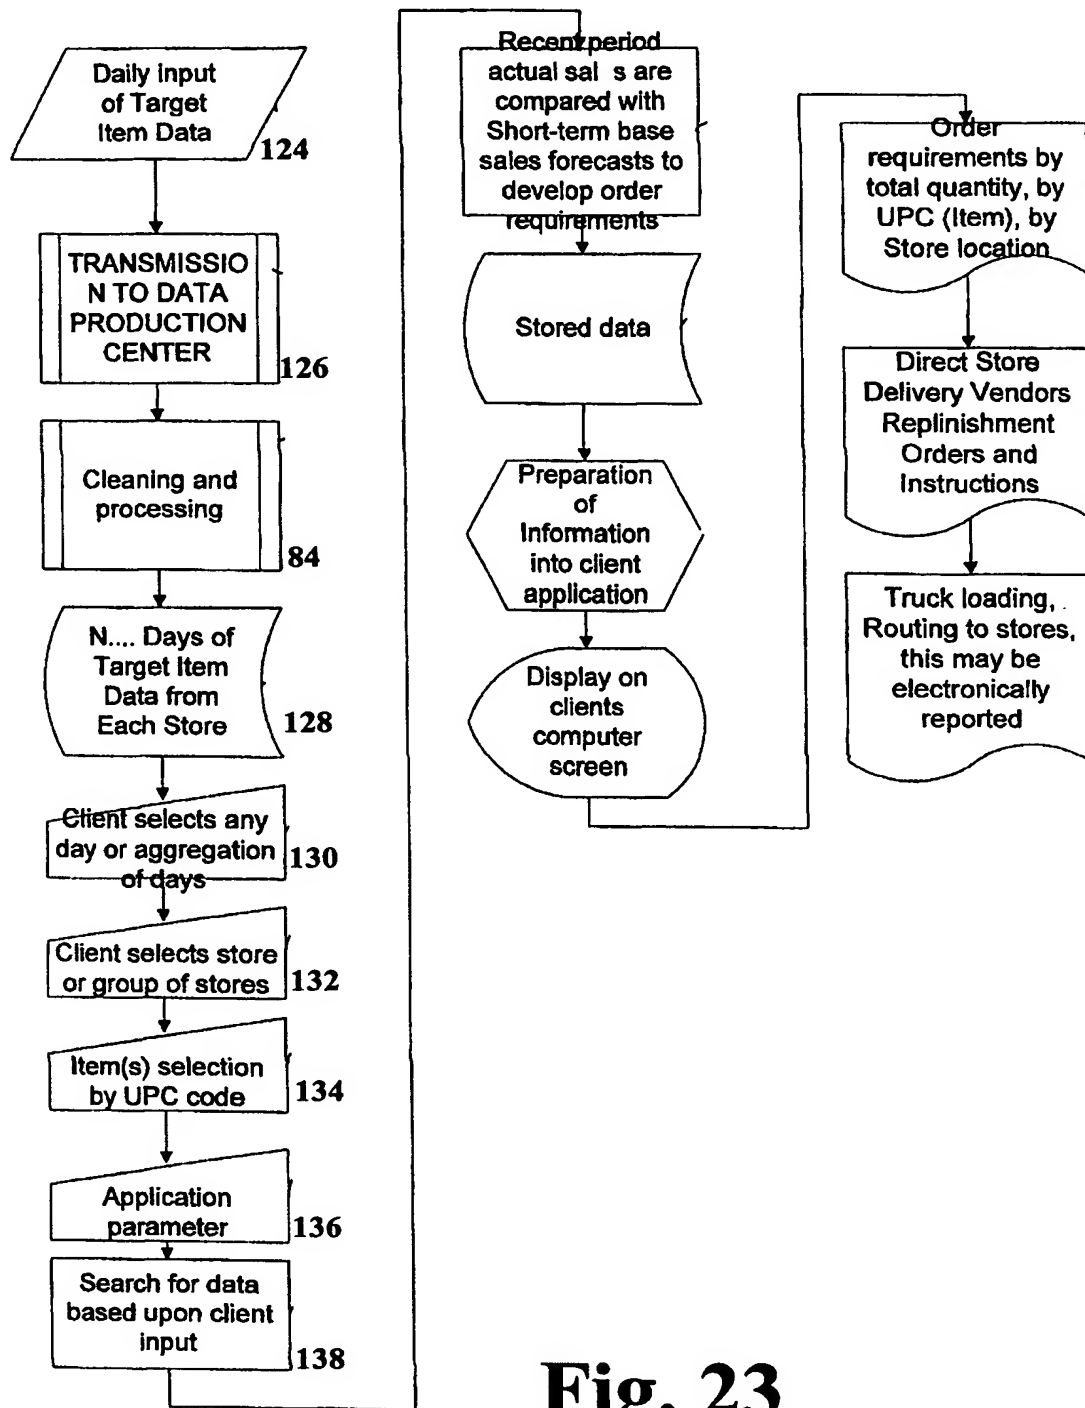 Daily input
of Target
Item Data
124
TRANSMISSIO
N TO DATA
PRODUCTION
CENTER
126
Cleaning and
processing
84
N.... Days of
Target Item
Data from
Each Store
128
Client selects any
day or aggregation
of days
130
Client selects store
or group of stores
132
Item(s) selection
by UPC code
134
Application
parameter
136
Search for data
based upon client
input
138
Recent period
actual sal s are
compared with
Short-term base
sales forecasts to
develop order
requirements
Stored data
Preparation
of
Information
into client
application
Display on
clients
computer
screen
Order
requirements by
total quantity, by
UPC (Item), by
Store location
Direct Store
Delivery Vendors
Replinishment
Orders and
Instructions
Truck loading,
Routing to stores,
this may be
electronically
reported
Fig. 23